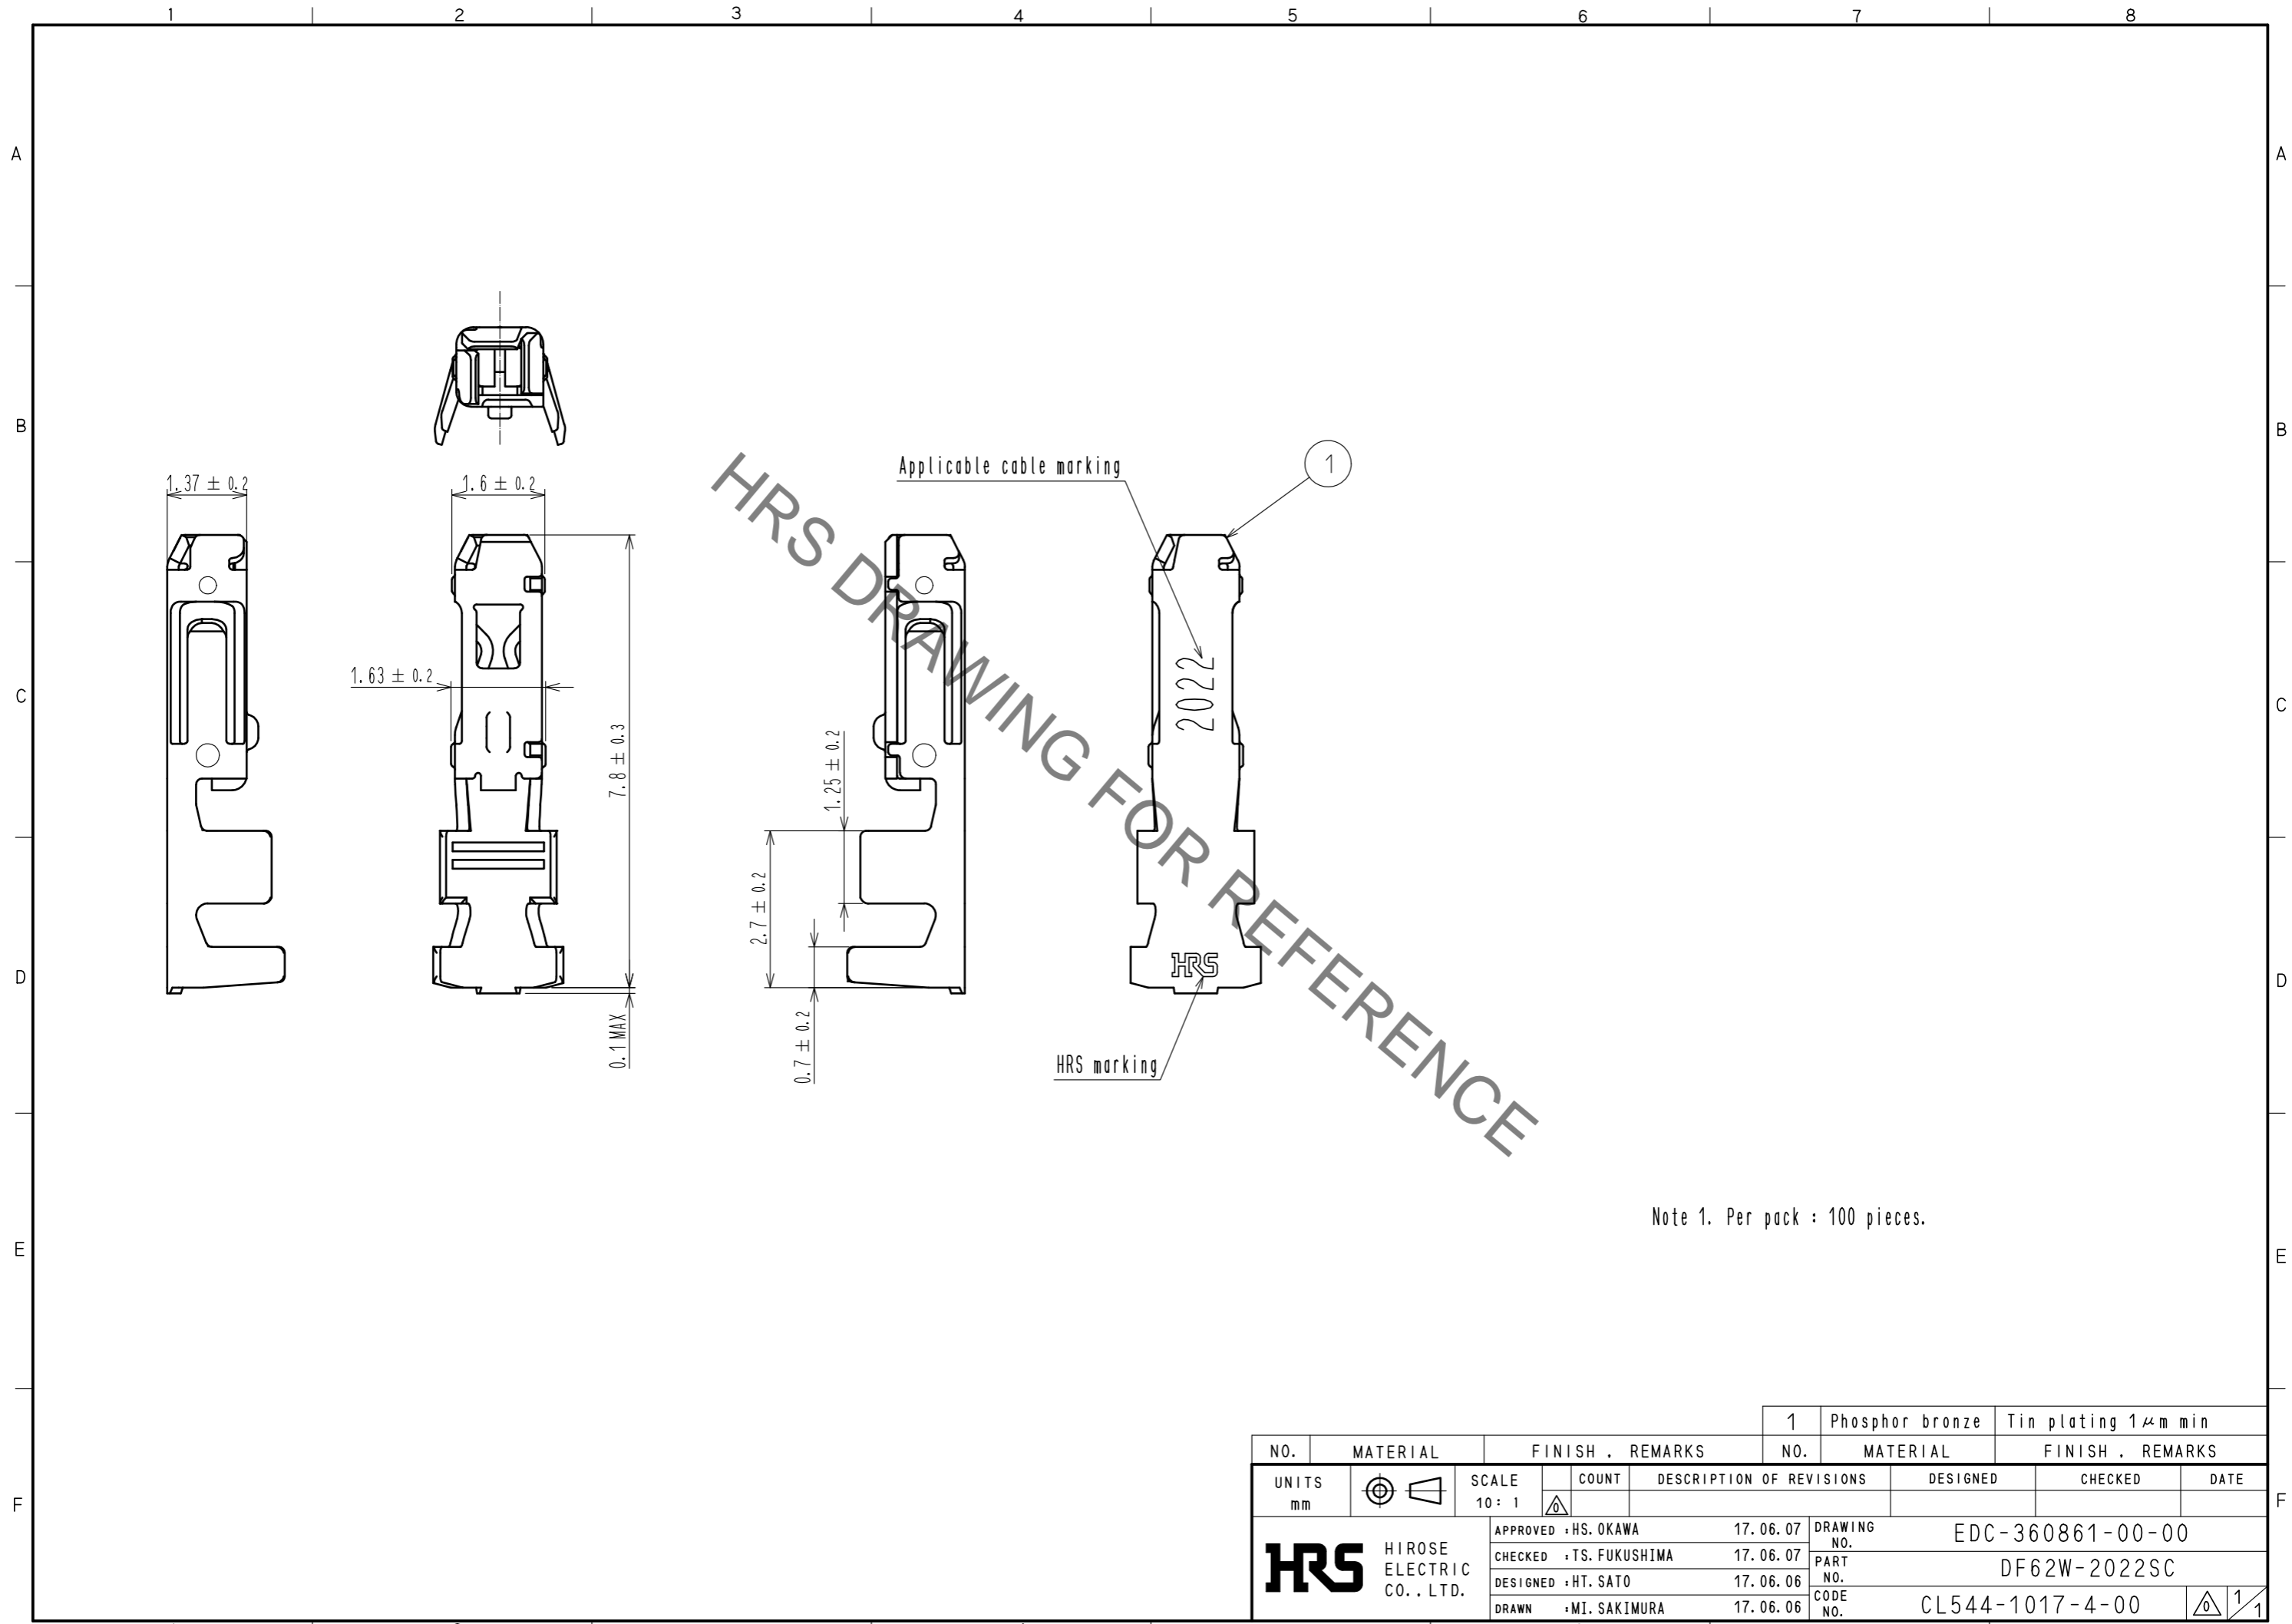 1 2 3 4 5 6 7 8
A A
B B
C C
D D
E E
F F
1.37 ± 0.2
1.6 ± 0.2
1.63 ± 0.2
7.8 ± 0.3
0.1 MAX
1.25 ± 0.2
2.7 ± 0.2
0.7 ± 0.2
Applicable cable marking
1
2022
HRS
HRS marking
HRS DRAWING FOR REFERENCE
Note 1. Per pack : 100 pieces.
1 Phosphor bronze Tin plating 1μm min
NO. MATERIAL FINISH . REMARKS NO. MATERIAL FINISH . REMARKS
UNITS mm SCALE 10 : 1 COUNT DESCRIPTION OF REVISIONS DESIGNED CHECKED DATE
0
HRS HIROSE ELECTRIC CO., LTD.
APPROVED : HS. OKAWA 17. 06. 07
CHECKED : TS. FUKUSHIMA 17. 06. 07
DESIGNED : HT. SATO 17. 06. 06
DRAWN : MI. SAKIMURA 17. 06. 06
DRAWING NO. EDC-360861-00-00
PART NO. DF62W-2022SC
CODE NO. CL544-1017-4-00 0 1/1